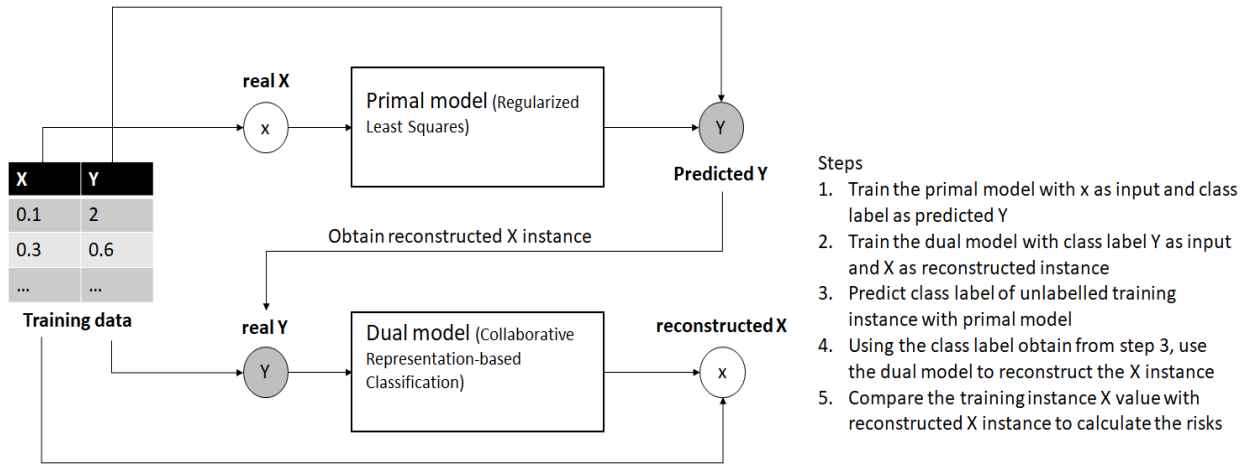 real X
x
Primal model (Regularized
Least Squares)
Y
Predicted Y
X Y
0.1 2
0.3 0.6
... ...
Training data
Obtain reconstructed X instance
real Y
Y
Dual model (Collaborative
Representation-based
Classification)
reconstructed X
x
Steps
1. Train the primal model with x as input and class
label as predicted Y
2. Train the dual model with class label Y as input
and X as reconstructed instance
3. Predict class label of unlabelled training
instance with primal model
4. Using the class label obtain from step 3, use
the dual model to reconstruct the X instance
5. Compare the training instance X value with
reconstructed X instance to calculate the risks